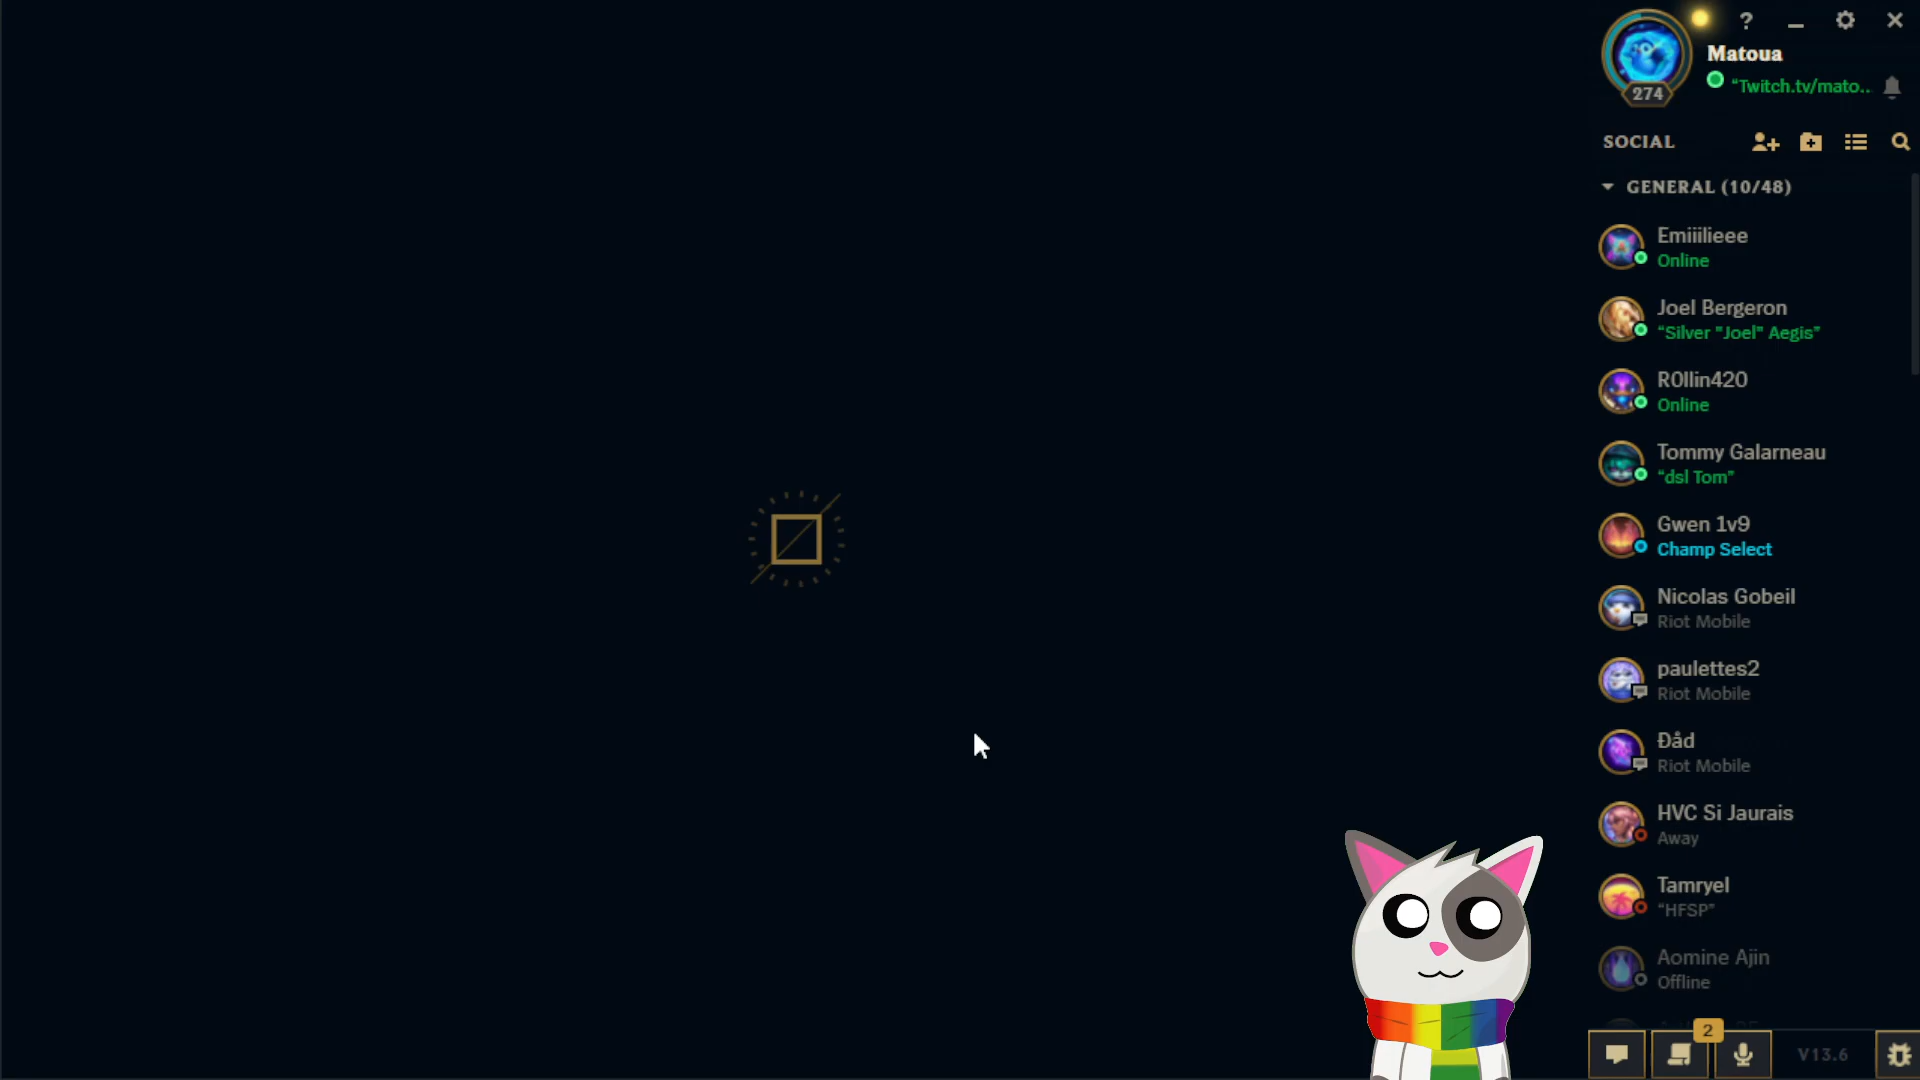 ?
Matoua
274
“Twitch.tv/mato...
SOCIAL
GENERAL (10/48)
Emiiilieee
Online
Joel Bergeron
“Silver "Joel" Aegis”
R0llin420
Online
Tommy Galarneau
“dsl Tom”
Gwen 1v9
Champ Select
Nicolas Gobeil
Riot Mobile
paulettes2
Riot Mobile
Đåd
Riot Mobile
HVC Si Jaurais
Away
Tamryel
“HFSP”
Aomine Ajin
Offline
2
V13.6